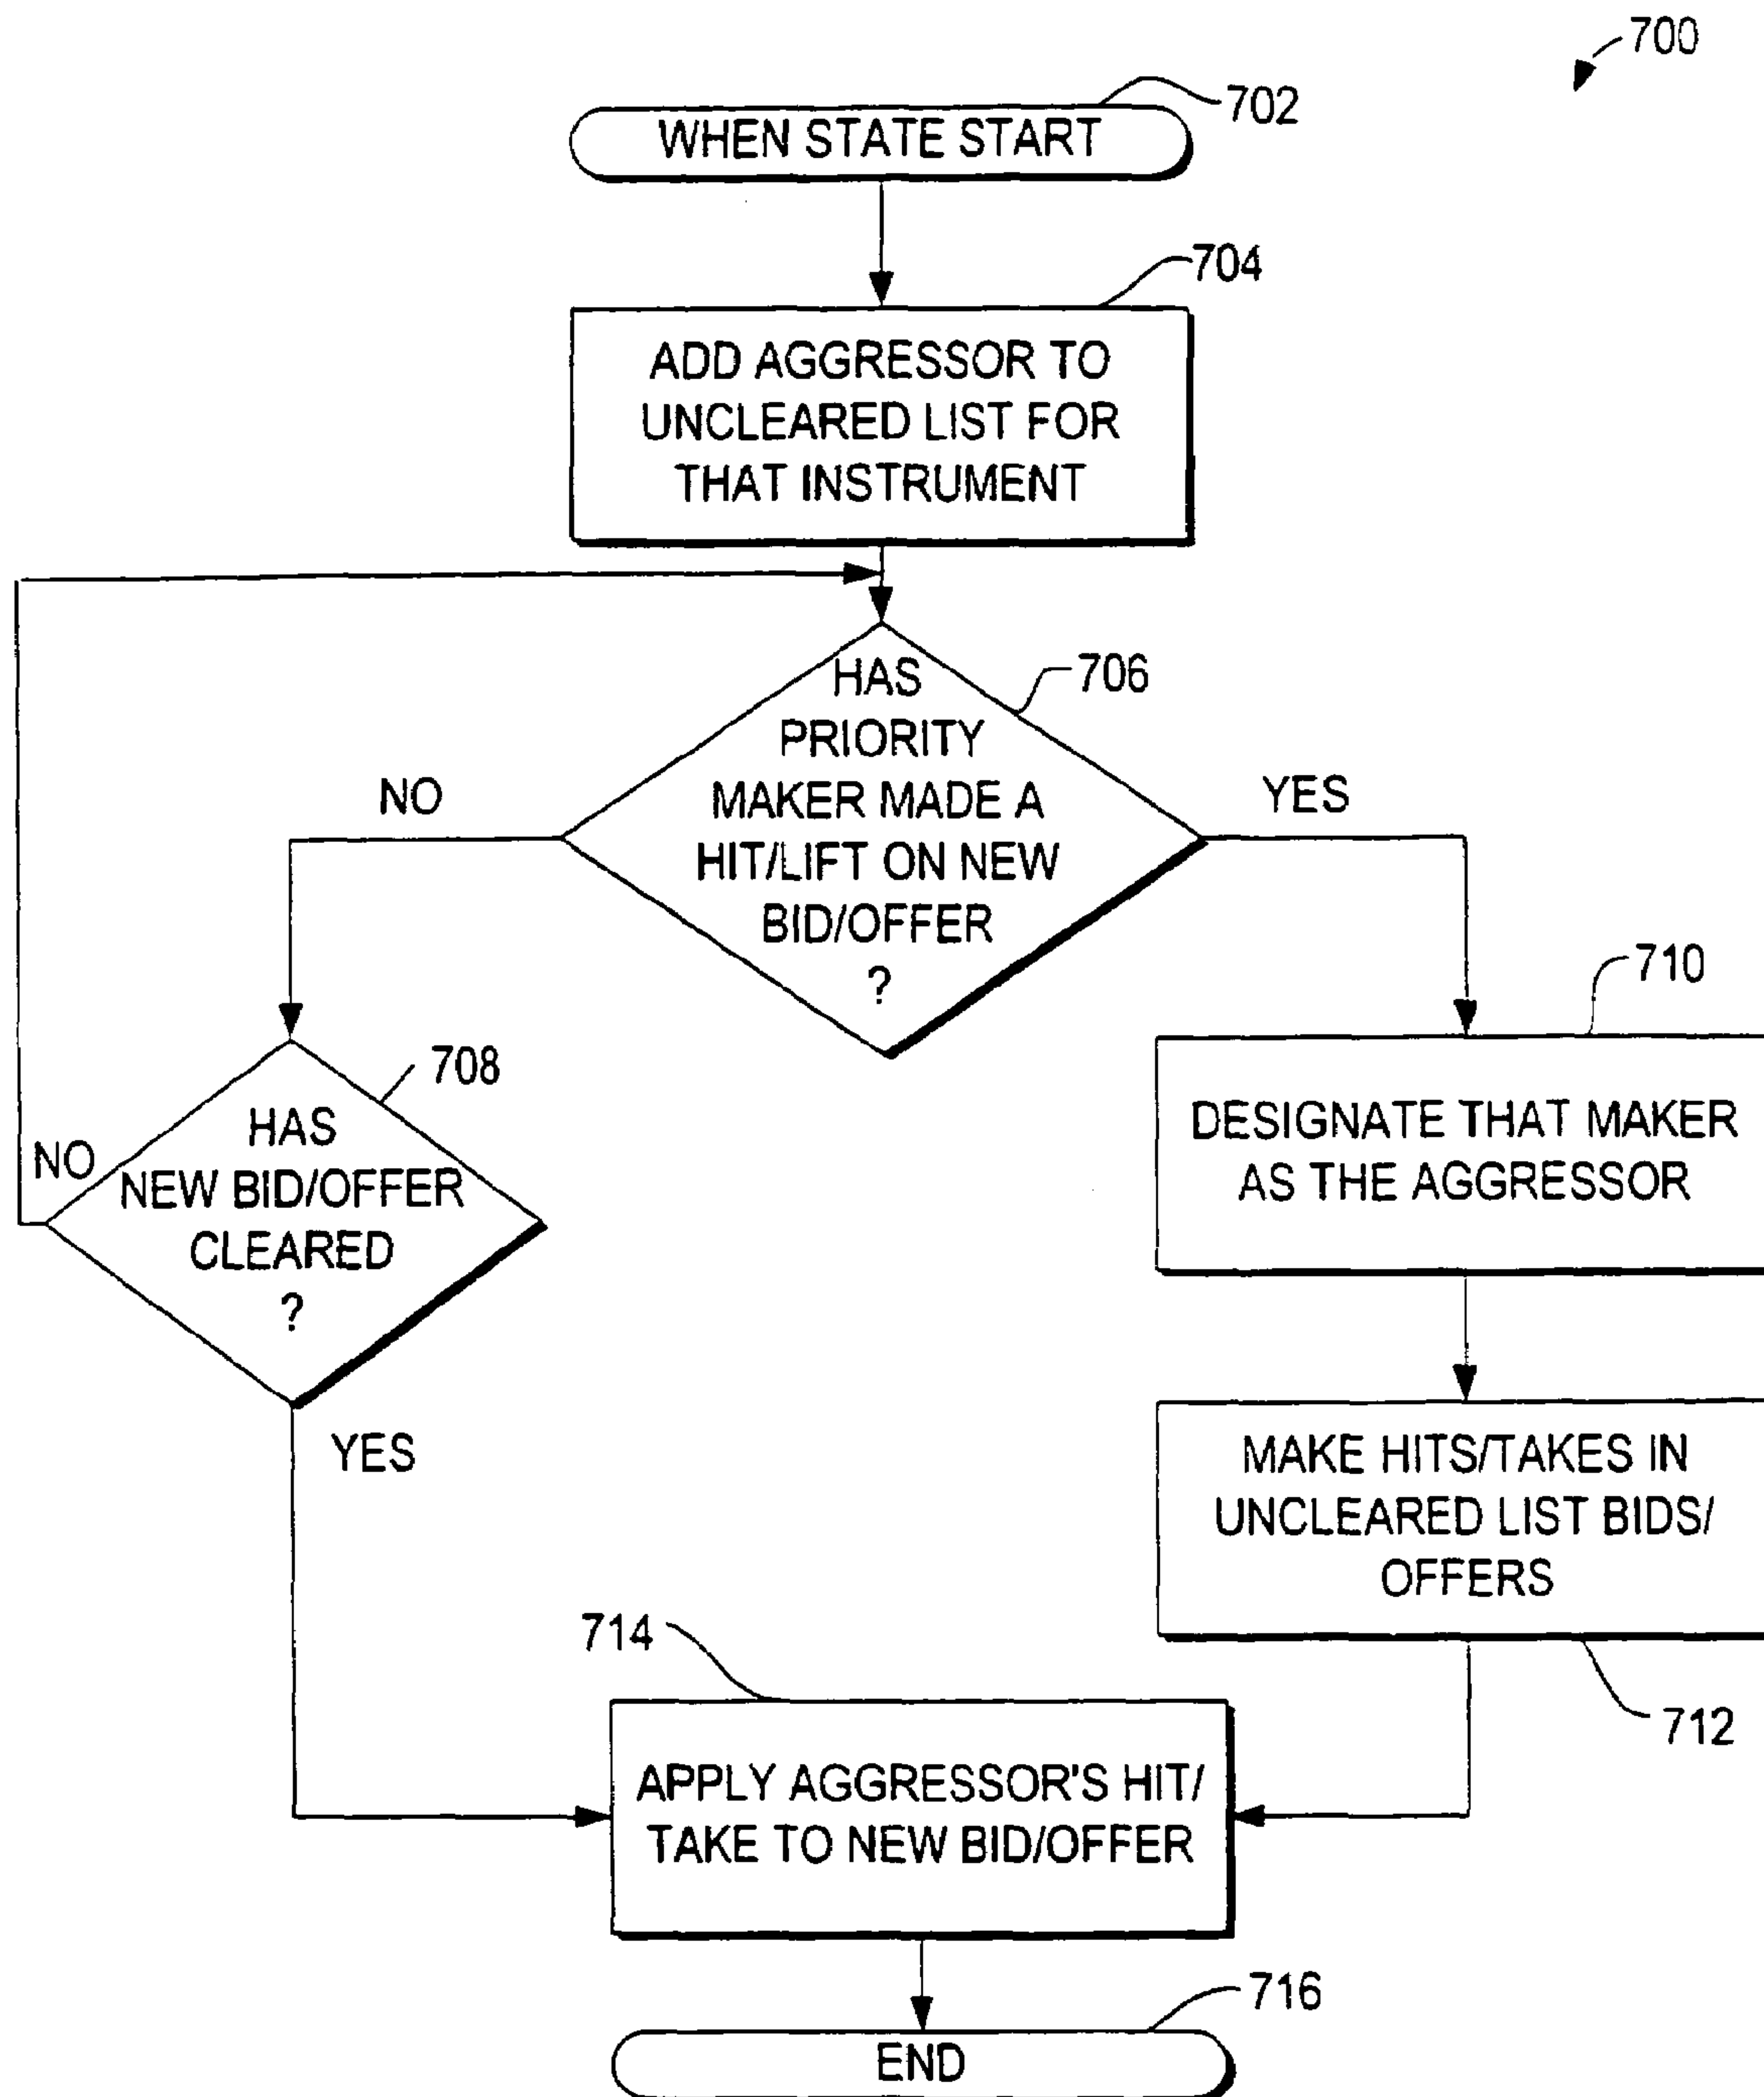 700
702
WHEN STATE START
704
ADD AGGRESSOR TO
UNCLEARED LIST FOR
THAT INSTRUMENT
706
HAS
PRIORITY
MAKER MADE A
HIT/LIFT ON NEW
BID/OFFER
?
NO
YES
708
HAS
NEW BID/OFFER
CLEARED
?
NO
YES
710
DESIGNATE THAT MAKER
AS THE AGGRESSOR
MAKE HITS/TAKES IN
UNCLEARED LIST BIDS/
OFFERS
712
714
APPLY AGGRESSOR'S HIT/
TAKE TO NEW BID/OFFER
716
END